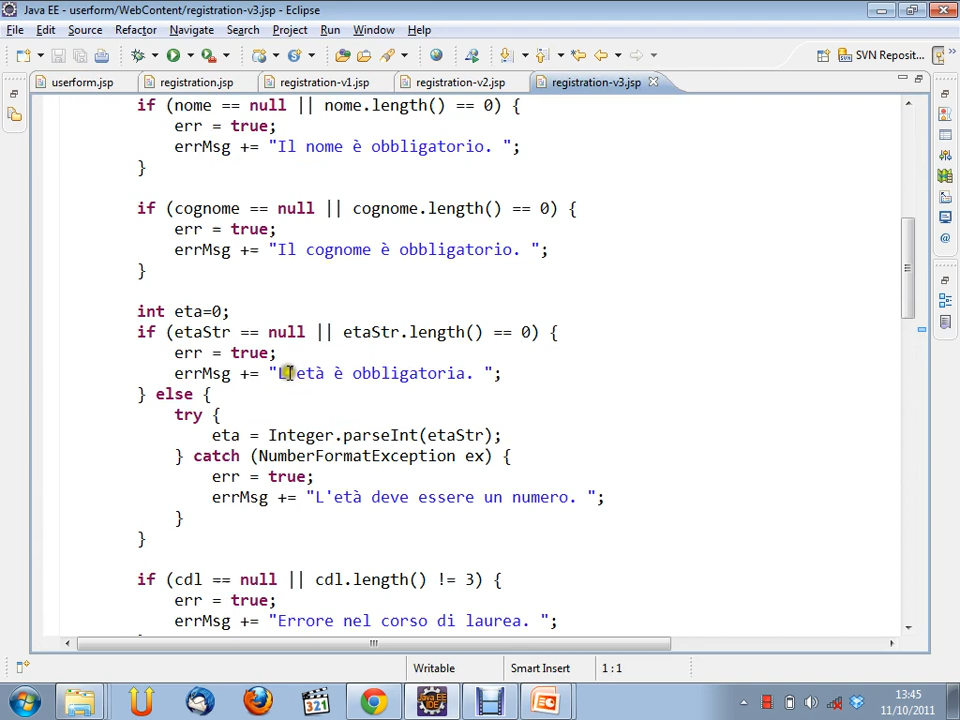 Java EE - userform/WebContent/registration-v3.jsp - Eclipse
File Edit Source Refactor Navigate Search Project Run Window Help
SVN Reposit...
userform.jsp registration.jsp registration-v1.jsp registration-v2.jsp registration-v3.jsp
if (nome == null || nome.length() == 0) {
err = true;
errMsg += "Il nome è obbligatorio. ";
}
if (cognome == null || cognome.length() == 0) {
err = true;
errMsg += "Il cognome è obbligatorio. ";
}
int eta=0;
if (etaStr == null || etaStr.length() == 0) {
err = true;
errMsg += "L'età è obbligatoria. ";
} else {
try {
eta = Integer.parseInt(etaStr);
} catch (NumberFormatException ex) {
err = true;
errMsg += "L'età deve essere un numero. ";
}
}
if (cdl == null || cdl.length() != 3) {
err = true;
errMsg += "Errore nel corso di laurea. ";
Writable Smart Insert 1 : 1
321
Java EE
IDE
13:45
11/10/2011